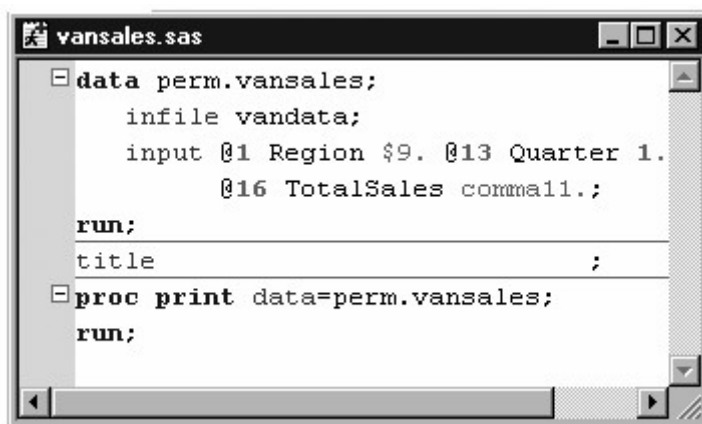 vansales.sas
data perm.vansales;
infile vandata;
input @1 Region $9. @13 Quarter 1.
@16 TotalSales comma11.;
run;
title ;
proc print data=perm.vansales;
run;